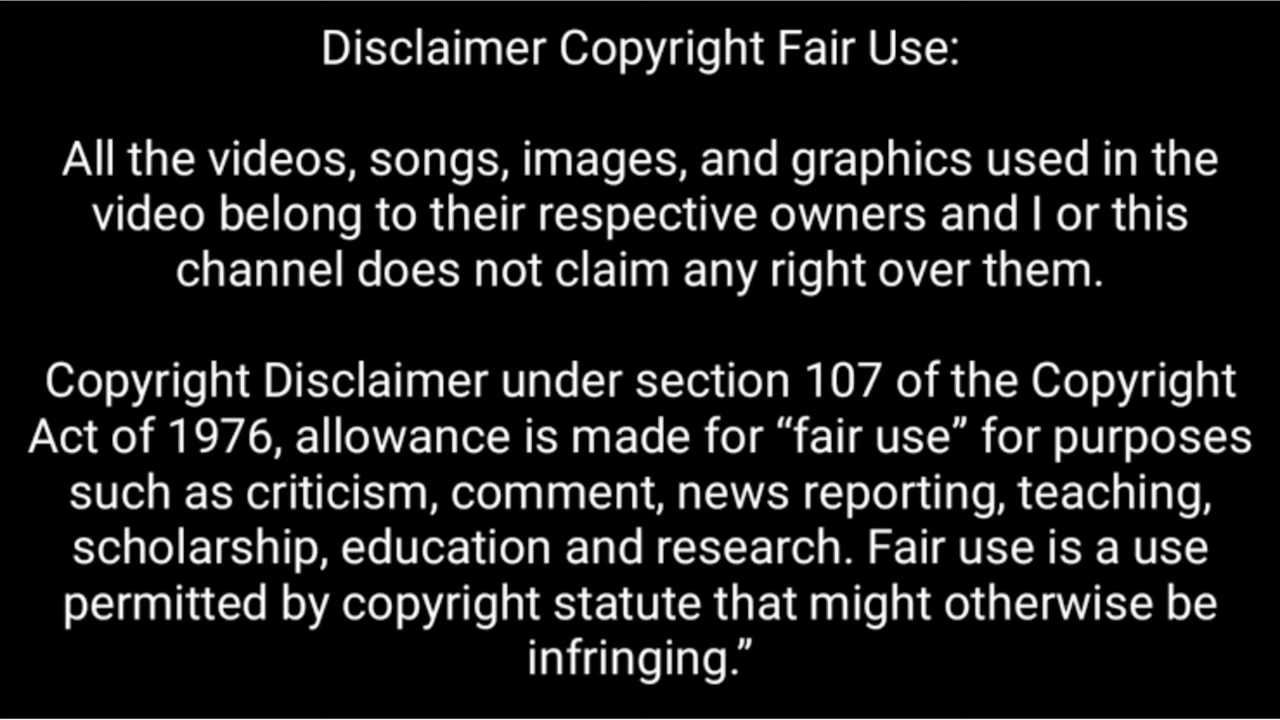 Disclaimer Copyright Fair Use:
All the videos, songs, images, and graphics used in the
video belong to their respective owners and I or this
channel does not claim any right over them.
Copyright Disclaimer under section 107 of the Copyright
Act of 1976, allowance is made for “fair use” for purposes
such as criticism, comment, news reporting, teaching,
scholarship, education and research. Fair use is a use
permitted by copyright statute that might otherwise be
infringing.”